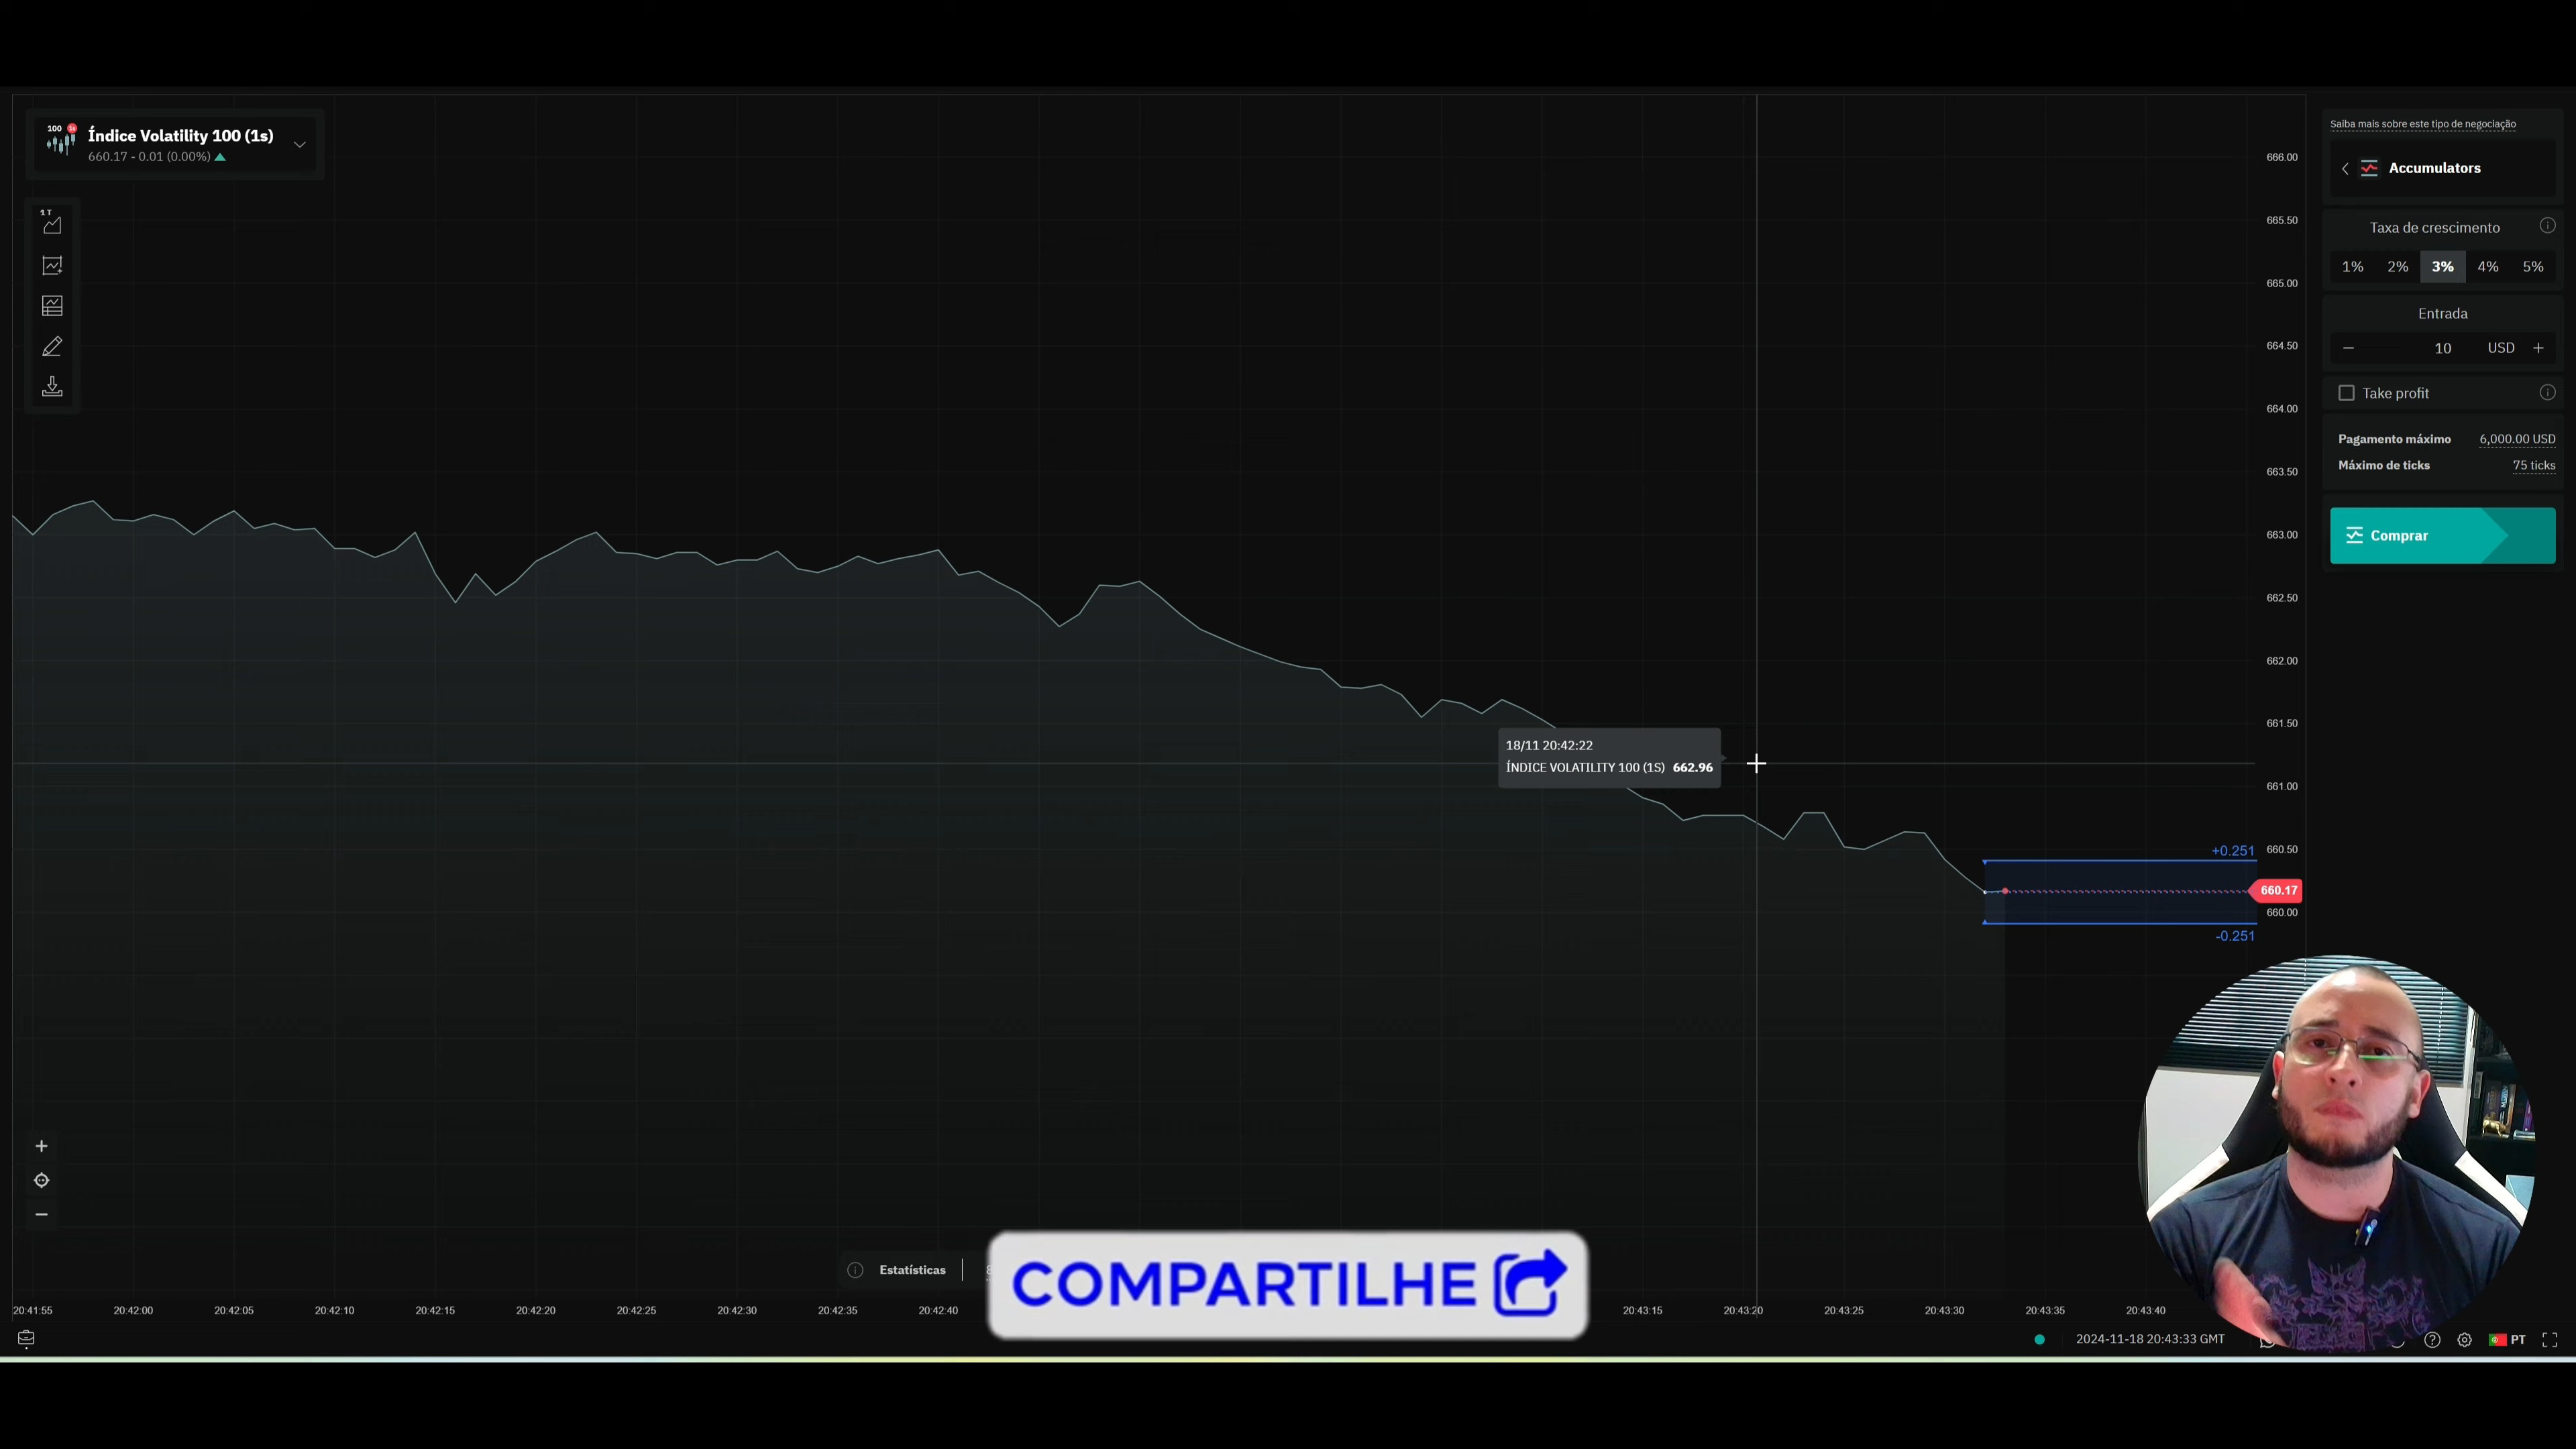 100 1s
Índice Volatility 100 (1s)
660.17 - 0.01 (0.00%)
1T
666.00
665.50
665.00
664.50
664.00
663.50
663.00
662.50
662.00
661.50
661.00
660.50
660.00
18/11 20:42:22
ÍNDICE VOLATILITY 100 (1S) 662.96
+0.251
660.17
-0.251
Saiba mais sobre este tipo de negociação
Accumulators
Taxa de crescimento
1% 2% 3% 4% 5%
Entrada
10 USD
Take profit
Pagamento máximo 6,000.00 USD
Máximo de ticks 75 ticks
Comprar
Estatísticas
COMPARTILHE
20:41:55 20:42:00 20:42:05 20:42:10 20:42:15 20:42:20 20:42:25 20:42:30 20:42:35 20:42:40 20:43:15 20:43:20 20:43:25 20:43:30 20:43:35 20:43:40
2024-11-18 20:43:33 GMT
PT